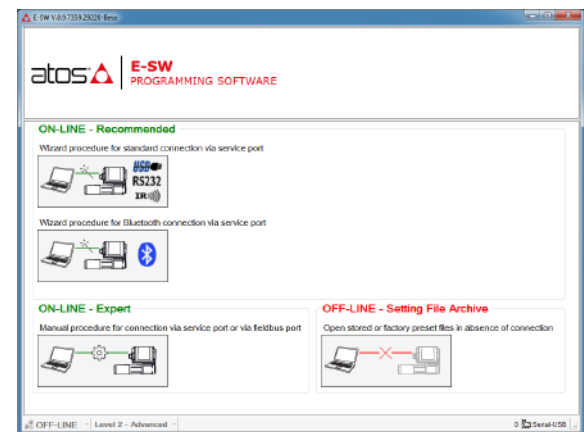 E-SW V.8.9.7359.29220-Beta
atos
E-SW
PROGRAMMING SOFTWARE
ON-LINE - Recommended
Wizard procedure for standard connection via service port
USB
RS232
IR
Wizard procedure for Bluetooth connection via service port
ON-LINE - Expert
Manual procedure for connection via service port or via fieldbus port
OFF-LINE - Setting File Archive
Open stored or factory preset files in absence of connection
OFF-LINE
Level 2 - Advanced
0 Serial-USB